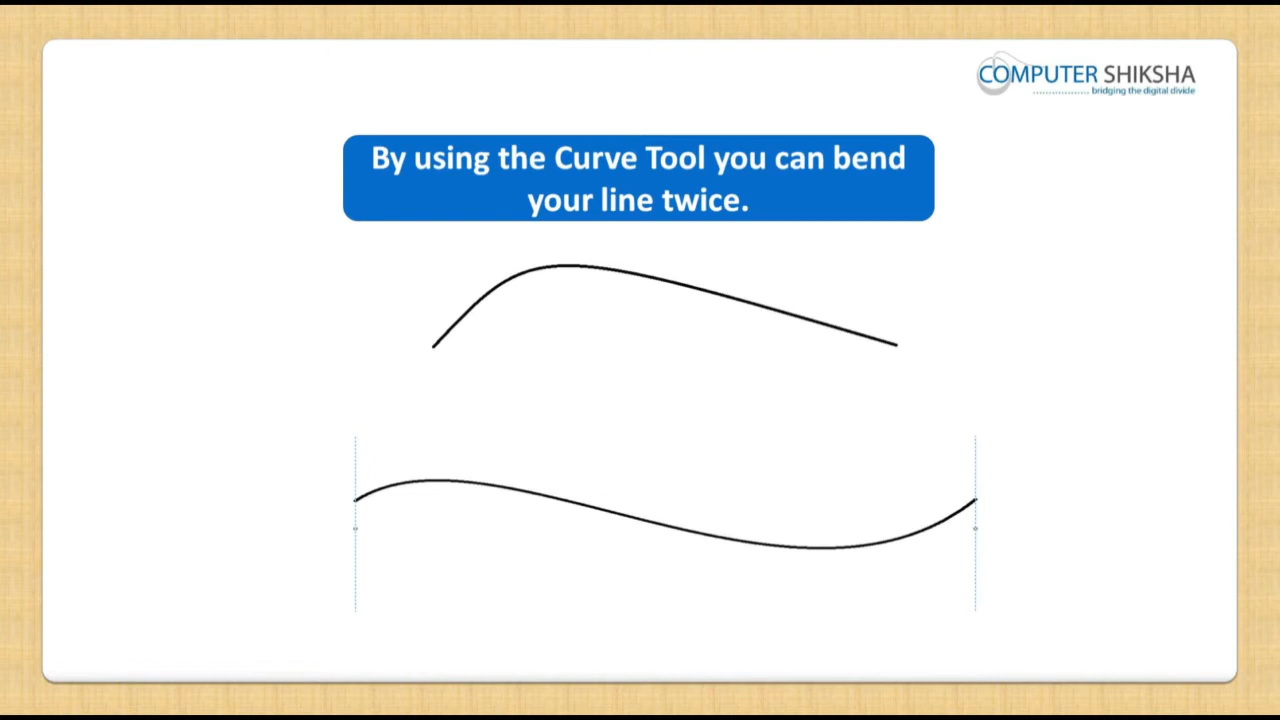 COMPUTER SHIKSHA
bridging the digital divide
By using the Curve Tool you can bend
your line twice.